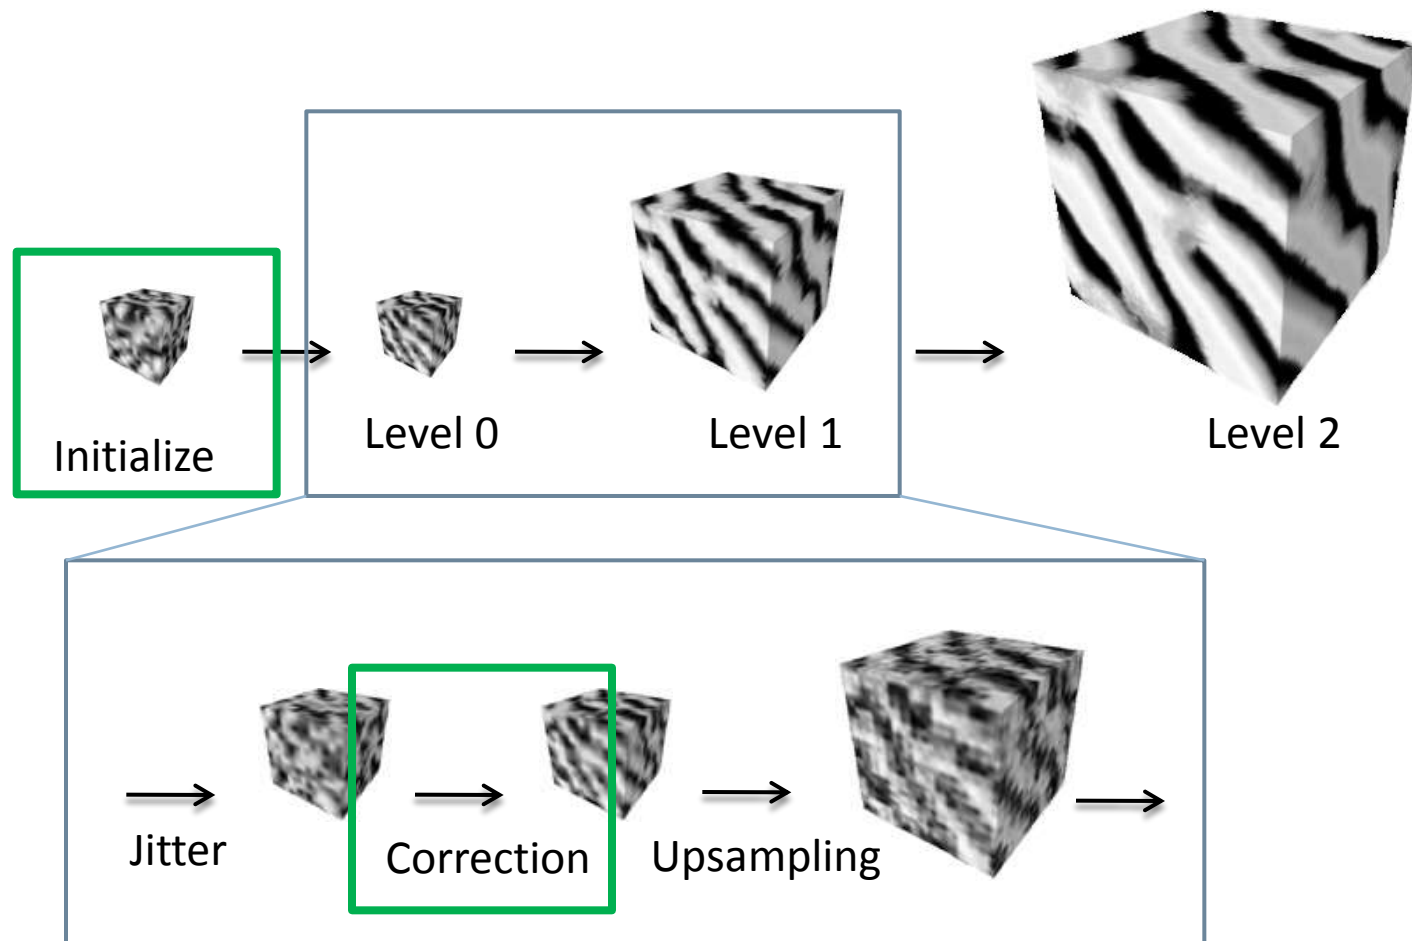 Initialize
Level 0
Level 1
Level 2
Jitter
Correction
Upsampling